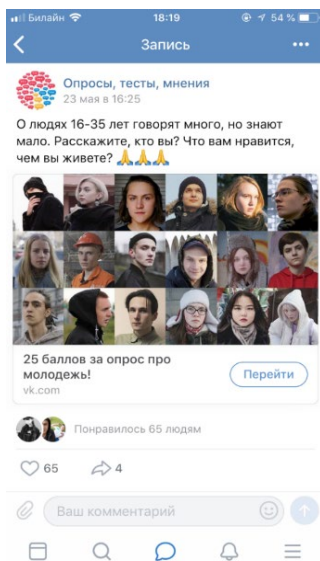 Билайн 18:19 54 %
Запись
Опросы, тесты, мнения
23 мая в 16:25
О людях 16-35 лет говорят много, но знают
мало. Расскажите, кто вы? Что вам нравится,
чем вы живете?
25 баллов за опрос про
молодежь!
vk.com
Перейти
Понравилось 65 людям
65 4
Ваш комментарий